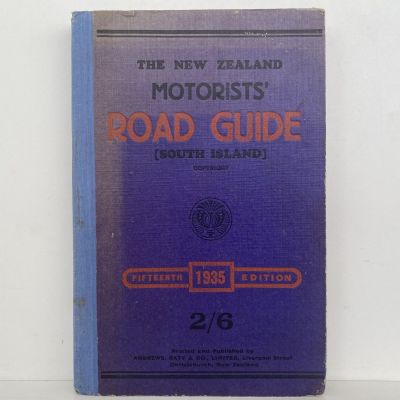 THE NEW ZEALAND
MOTORISTS'
ROAD GUIDE
[SOUTH ISLAND]
COPYRIGHT
FIFTEENTH 1935 EDITION
2/6
Printed and Published by
ANDREWS, BATY & CO., LIMITED, Liverpool Street
Christchurch, New Zealand